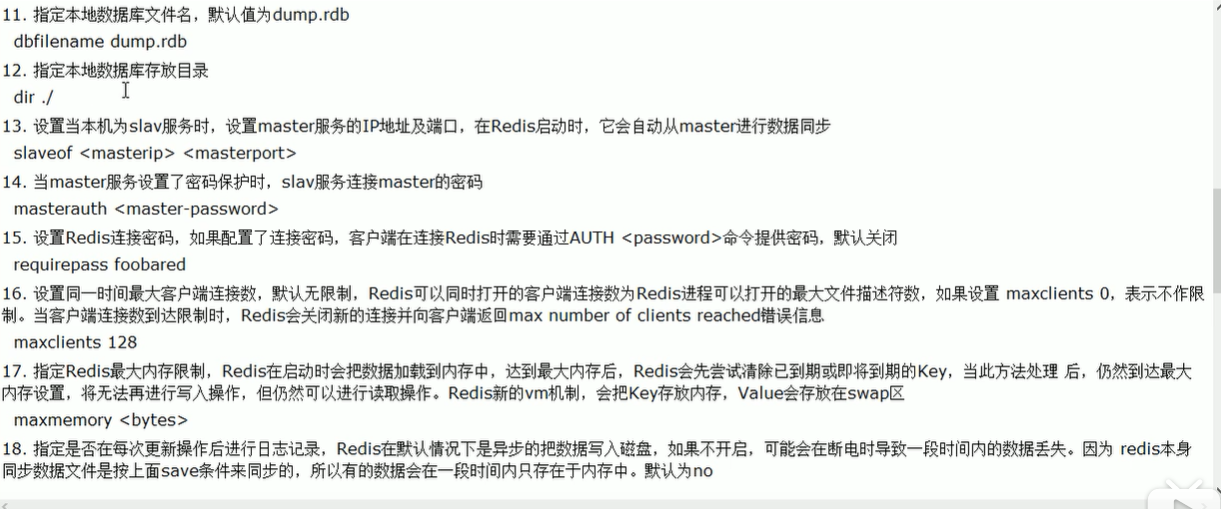 11. 指定本地数据库文件名，默认值为dump.rdb
dbfilename dump.rdb
12. 指定本地数据库存放目录
dir ./
13. 设置当本机为slav服务时，设置master服务的IP地址及端口，在Redis启动时，它会自动从master进行数据同步
slaveof <masterip> <masterport>
14. 当master服务设置了密码保护时，slav服务连接master的密码
masterauth <master-password>
15. 设置Redis连接密码，如果配置了连接密码，客户端在连接Redis时需要通过AUTH <password>命令提供密码，默认关闭
requirepass foobared
16. 设置同一时间最大客户端连接数，默认无限制，Redis可以同时打开的客户端连接数为Redis进程可以打开的最大文件描述符数，如果设置 maxclients 0，表示不作限
制。当客户端连接数到达限制时，Redis会关闭新的连接并向客户端返回max number of clients reached错误信息
maxclients 128
17. 指定Redis最大内存限制，Redis在启动时会把数据加载到内存中，达到最大内存后，Redis会先尝试清除已到期或即将到期的Key，当此方法处理 后，仍然到达最大
内存设置，将无法再进行写入操作，但仍然可以进行读取操作。Redis新的vm机制，会把Key存放内存，Value会存放在swap区
maxmemory <bytes>
18. 指定是否在每次更新操作后进行日志记录，Redis在默认情况下是异步的把数据写入磁盘，如果不开启，可能会在断电时导致一段时间内的数据丢失。因为 redis本身
同步数据文件是按上面save条件来同步的，所以有的数据会在一段时间内只存在于内存中。默认为no